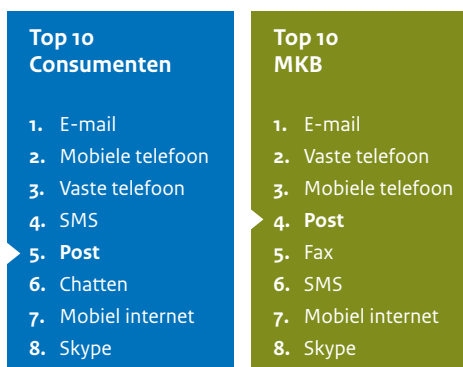 Top 10
Consumenten
1. E-mail
2. Mobiele telefoon
3. Vaste telefoon
4. SMS
5. Post
6. Chatten
7. Mobiel internet
8. Skype
Top 10
MKB
1. E-mail
2. Vaste telefoon
3. Mobiele telefoon
4. Post
5. Fax
6. SMS
7. Mobiel internet
8. Skype